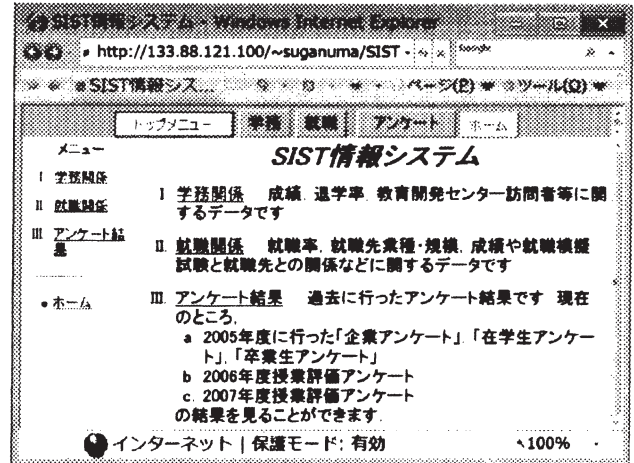 SIST情報システム - Windows Internet Explorer
http://133.88.121.100/~suganuma/SIST
Google
SIST情報シス... ページ(P) ツール(O)
トップメニュー 学務 就職 アンケート ホーム
メニュー
I 学務関係
II 就職関係
III アンケート結
果
ホーム
SIST情報システム
I 学務関係 成績, 退学率, 教育開発センター訪問者等に関
するデータです
II. 就職関係 就職率, 就職先業種・規模, 成績や就職模擬
試験と就職先との関係などに関するデータです
III. アンケート結果 過去に行ったアンケート結果です 現在
のところ,
a 2005年度に行った「企業アンケート」,「在学生アンケー
ト」,「卒業生アンケート」
b 2006年度授業評価アンケート
c. 2007年度授業評価アンケート
の結果を見ることができます.
インターネット | 保護モード: 有効 100%